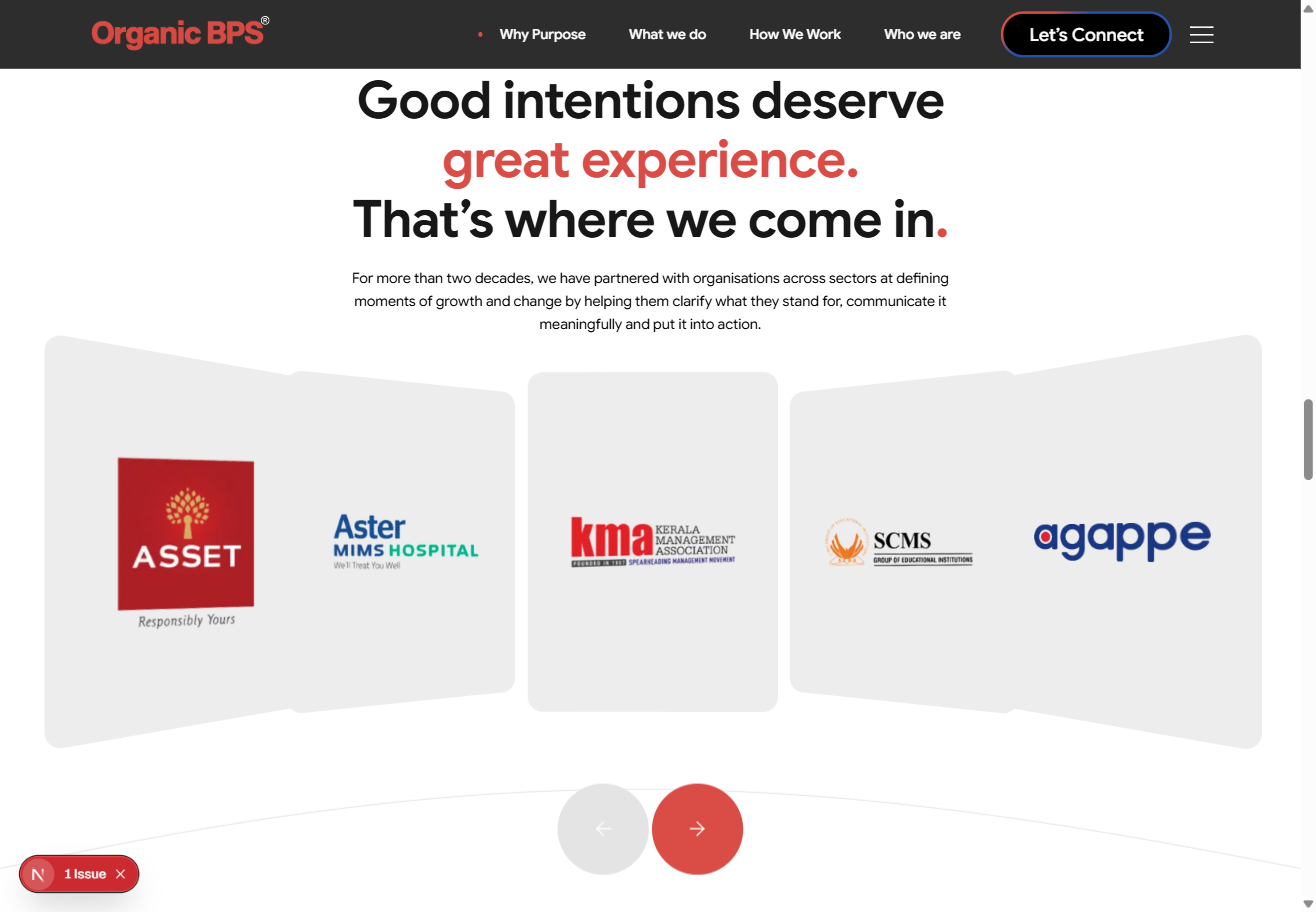 Organic BPS®
Why Purpose
What we do
How We Work
Who we are
Let's Connect
Good intentions deserve
great experience.
That's where we come in.
For more than two decades, we have partnered with organisations across sectors at defining
moments of growth and change by helping them clarify what they stand for, communicate it
meaningfully and put it into action.
ASSET
Responsibly Yours
Aster
MIMS HOSPITAL
We'll Treat You Well
kma
KERALA
MANAGEMENT
ASSOCIATION
FOUNDED IN 1957 SPEARHEADING MANAGEMENT MOVEMENT
SCMS
GROUP OF EDUCATIONAL INSTITUTIONS
agappe
N
1 Issue